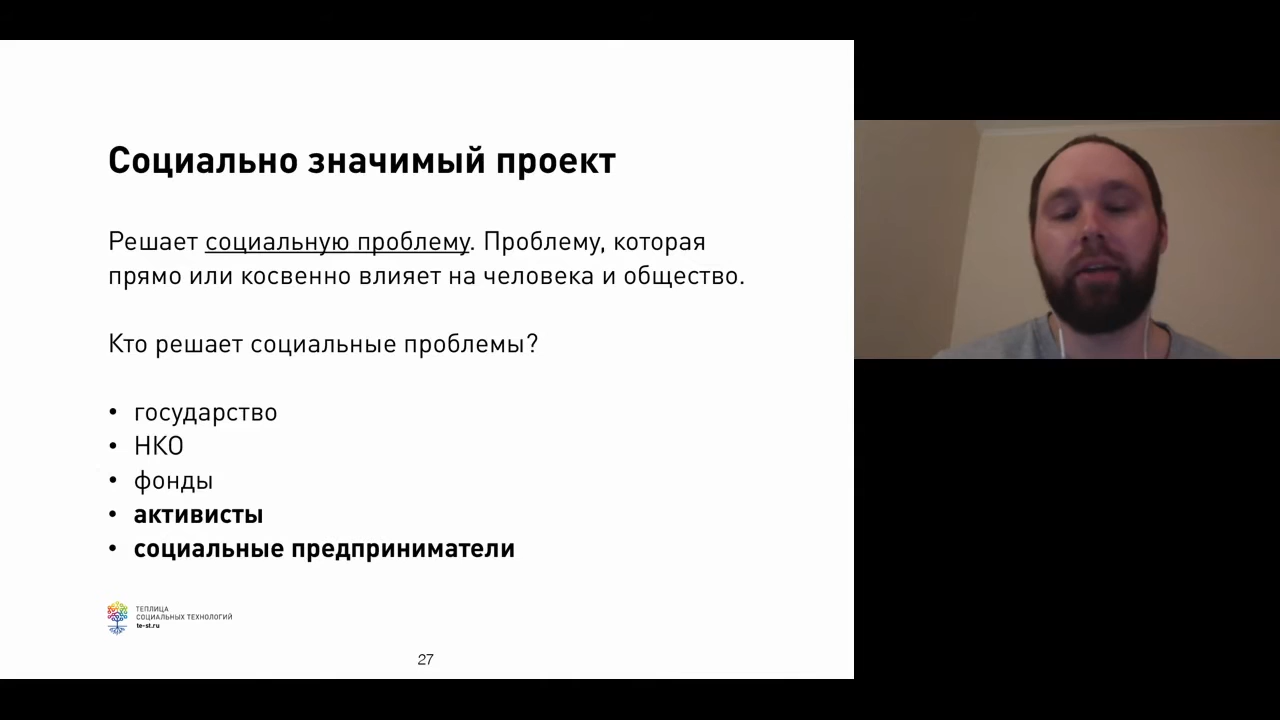 Социально значимый проект
Решает социальную проблему. Проблему, которая
прямо или косвенно влияет на человека и общество.
Кто решает социальные проблемы?
• государство
• НКО
• фонды
• активисты
• социальные предприниматели
ТЕПЛИЦА
СОЦИАЛЬНЫХ ТЕХНОЛОГИЙ
te-st.ru
27